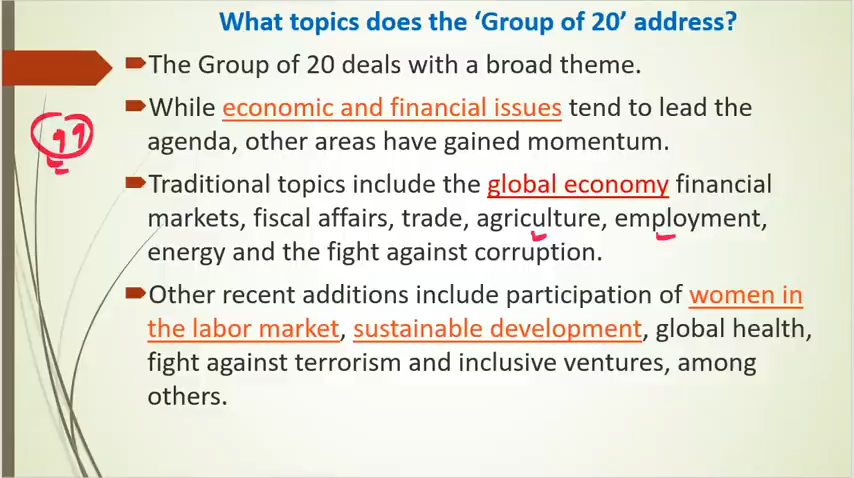 What topics does the ‘Group of 20’ address?
The Group of 20 deals with a broad theme.
While economic and financial issues tend to lead the
agenda, other areas have gained momentum.
99
Traditional topics include the global economy financial
markets, fiscal affairs, trade, agriculture, employment,
energy and the fight against corruption.
Other recent additions include participation of women in
the labor market, sustainable development, global health,
fight against terrorism and inclusive ventures, among
others.